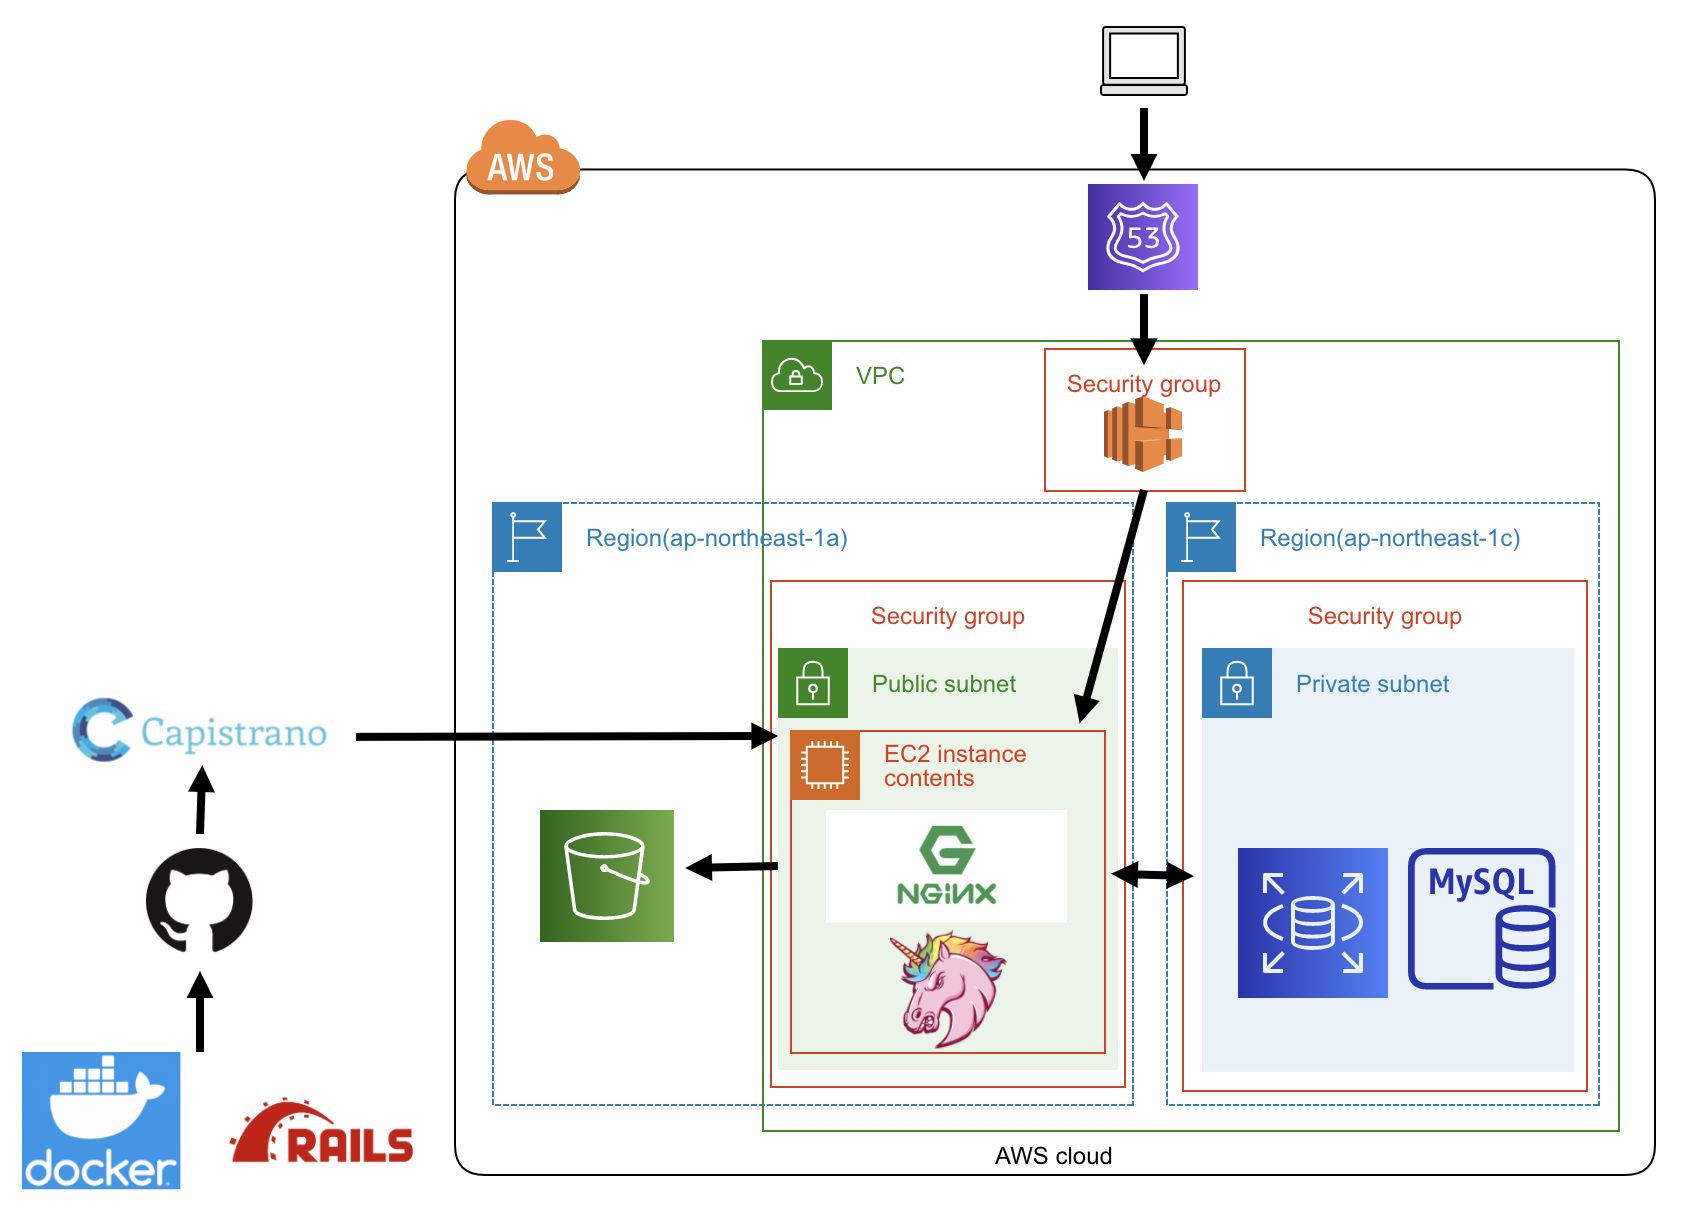 AWS
53
VPC
Security group
Region(ap-northeast-1a)
Region(ap-northeast-1c)
Security group
Security group
Public subnet
Private subnet
Capistrano
EC2 instance
contents
NGINX
MySQL
docker
RAILS
AWS cloud